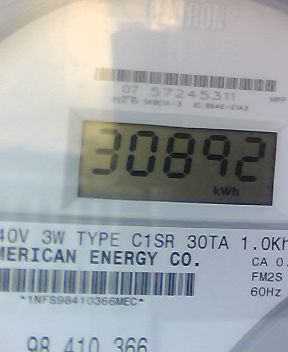 07 57245311
30892
kWh
40V 3W TYPE C1SR 30TA 1.0Kh
MERICAN ENERGY CO.
CA 0.
FM2S
60Hz
*1NFS98410366MEC*
98 410 366